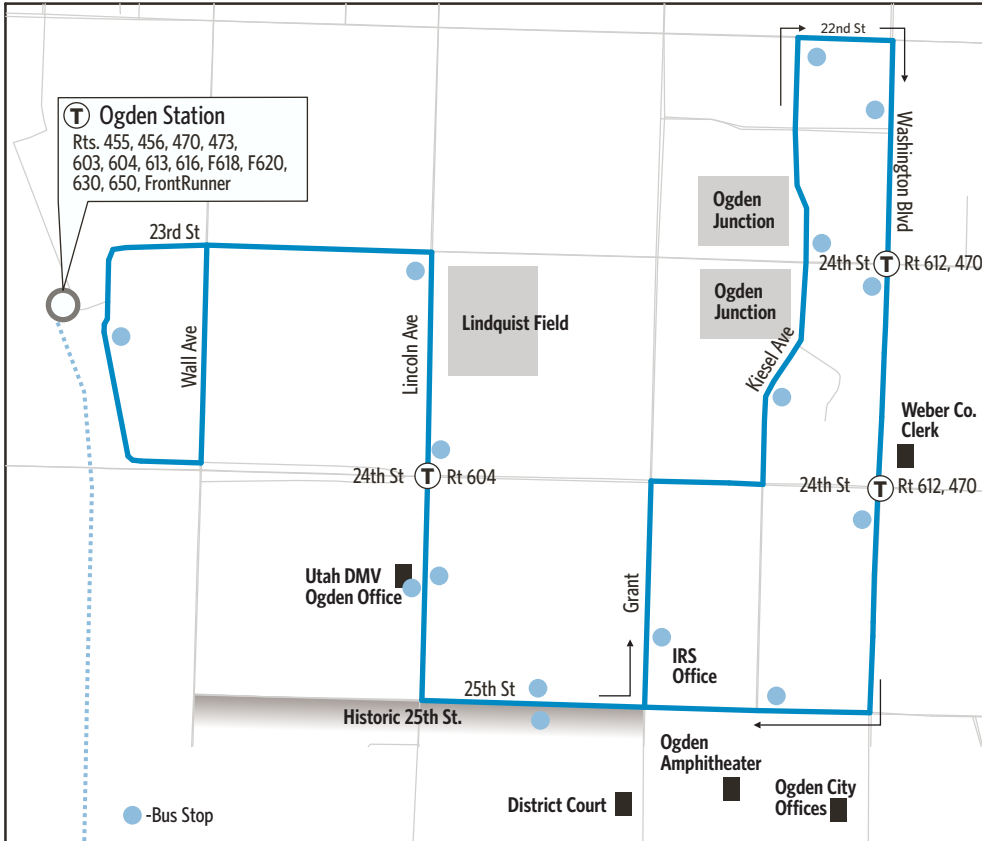 22nd St
T Ogden Station
Rts. 455, 456, 470, 473,
603, 604, 613, 616, F618, F620,
630, 650, FrontRunner
Washington Blvd
Ogden
Junction
23rd St
24th St T Rt 612, 470
Ogden
Junction
Lindquist Field
Wall Ave
Lincoln Ave
Kiesel Ave
Weber Co.
Clerk
24th St T Rt 604
24th St T Rt 612, 470
Utah DMV
Ogden Office
Grant
IRS
Office
25th St
Historic 25th St.
Ogden
Amphitheater
Ogden City
Offices
District Court
-Bus Stop